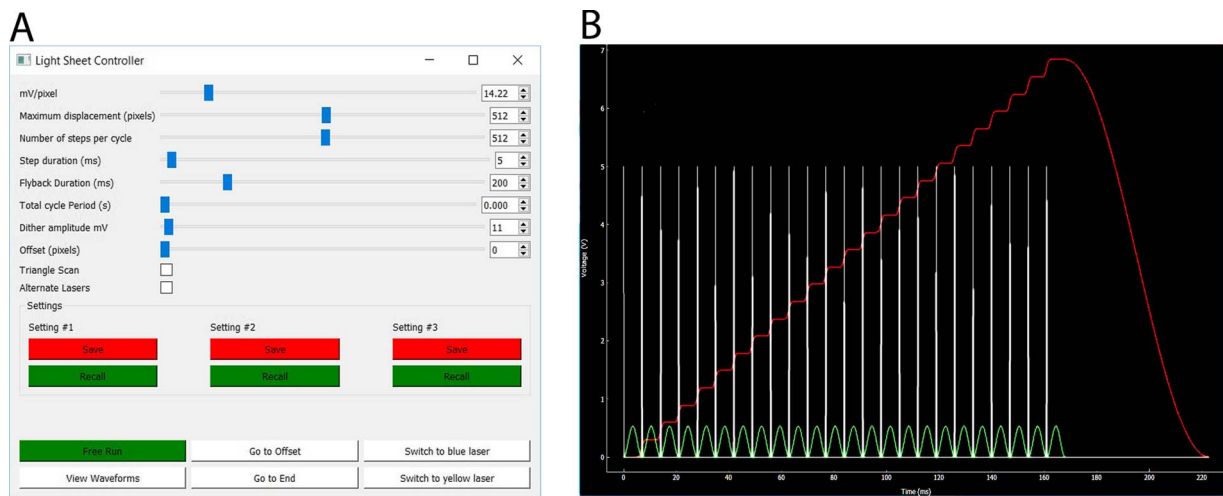 A
Light Sheet Controller
mV/pixel 14.22
Maximum displacement (pixels) 512
Number of steps per cycle 512
Step duration (ms) 5
Flyback Duration (ms) 200
Total cycle Period (s) 0.000
Dither amplitude mV 11
Offset (pixels) 0
Triangle Scan
Alternate Lasers
Settings
Setting #1 Setting #2 Setting #3
Save Save Save
Recall Recall Recall
Free Run Go to Offset Switch to blue laser
View Waveforms Go to End Switch to yellow laser
B
7
6
5
4
3
2
1
0
Voltage (V)
0 20 40 60 80 100 120 140 160 180 200 220
Time (ms)